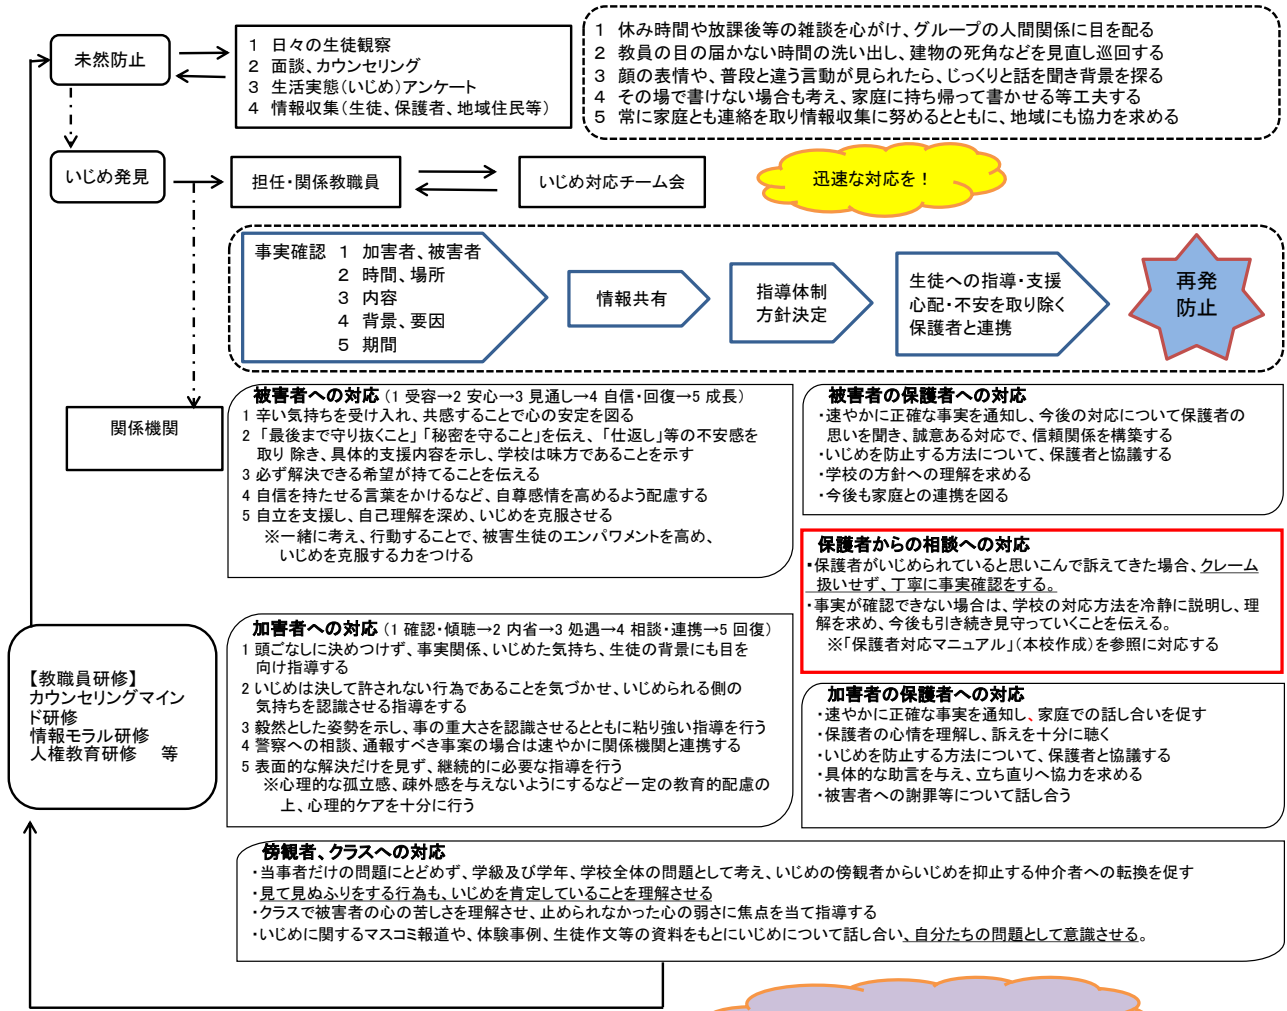 未然防止
1 日々の生徒観察
2 面談、カウンセリング
3 生活実態(いじめ)アンケート
4 情報収集(生徒、保護者、地域住民等)
1 休み時間や放課後等の雑談を心がけ、グループの人間関係に目を配る
2 教員の目の届かない時間の洗い出し、建物の死角などを見直し巡回する
3 顔の表情や、普段と違う言動が見られたら、じっくりと話を聞き背景を探る
4 その場で書けない場合も考え、家庭に持ち帰って書かせる等工夫する
5 常に家庭とも連絡を取り情報収集に努めるとともに、地域にも協力を求める
いじめ発見
担任・関係教職員
いじめ対応チーム会
迅速な対応を！
事実確認 1 加害者、被害者
2 時間、場所
3 内容
4 背景、要因
5 期間
情報共有
指導体制
方針決定
生徒への指導・支援
心配・不安を取り除く
保護者と連携
再発
防止
関係機関
被害者への対応(1 受容→2 安心→3 見通し→4 自信・回復→5 成長)
1 辛い気持ちを受け入れ、共感することで心の安定を図る
2 「最後まで守り抜くこと」「秘密を守ること」を伝え、「仕返し」等の不安感を
取り 除き、具体的支援内容を示し、学校は味方であることを示す
3 必ず解決できる希望が持てることを伝える
4 自信を持たせる言葉をかけるなど、自尊感情を高めるよう配慮する
5 自立を支援し、自己理解を深め、いじめを克服させる
※一緒に考え、行動することで、被害生徒のエンパワメントを高め、
いじめを克服する力をつける
被害者の保護者への対応
・速やかに正確な事実を通知し、今後の対応について保護者の
思いを聞き、誠意ある対応で、信頼関係を構築する
・いじめを防止する方法について、保護者と協議する
・学校の方針への理解を求める
・今後も家庭との連携を図る
保護者からの相談への対応
・保護者がいじめられていると思いこんで訴えてきた場合、クレーム
扱いせず、丁寧に事実確認をする。
・事実が確認できない場合は、学校の対応方法を冷静に説明し、理
解を求め、今後も引き続き見守っていくことを伝える。
※「保護者対応マニュアル」(本校作成)を参照に対応する
加害者への対応(1 確認・傾聴→2 内省→3 処遇→4 相談・連携→5 回復)
1 頭ごなしに決めつけず、事実関係、いじめた気持ち、生徒の背景にも目を
向け指導する
2 いじめは決して許されない行為であることを気づかせ、いじめられる側の
気持ちを認識させる指導をする
3 毅然とした姿勢を示し、事の重大さを認識させるとともに粘り強い指導を行う
4 警察への相談、通報すべき事案の場合は速やかに関係機関と連携する
5 表面的な解決だけを見ず、継続的に必要な指導を行う
※心理的な孤立感、疎外感を与えないようにするなど一定の教育的配慮の
上、心理的ケアを十分に行う
加害者の保護者への対応
・速やかに正確な事実を通知し、家庭での話し合いを促す
・保護者の心情を理解し、訴えを十分に聴く
・いじめを防止する方法について、保護者と協議する
・具体的な助言を与え、立ち直りへ協力を求める
・被害者への謝罪等について話し合う
【教職員研修】
カウンセリングマイン
ド研修
情報モラル研修
人権教育研修 等
傍観者、クラスへの対応
・当事者だけの問題にとどめず、学級及び学年、学校全体の問題として考え、いじめの傍観者からいじめを抑止する仲介者への転換を促す
・見て見ぬふりをする行為も、いじめを肯定していることを理解させる
・クラスで被害者の心の苦しさを理解させ、止められなかった心の弱さに焦点を当て指導する
・いじめに関するマスコミ報道や、体験事例、生徒作文等の資料をもとにいじめについて話し合い、自分たちの問題として意識させる。